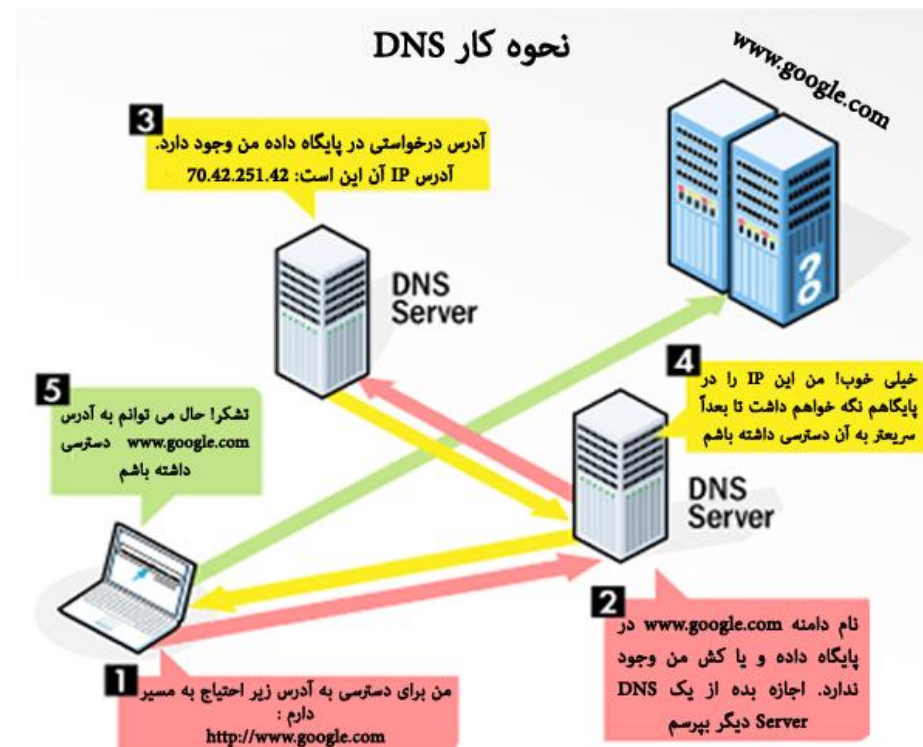 نحوه کار DNS
www.google.com
3
آدرس درخواستی در پایگاه داده من وجود دارد.
آدرس IP آن این است: 70.42.251.42
DNS
Server
4
خیلی خوب! من این IP را در
پایگاهم نگه خواهم داشت تا بعداً
سریعتر به آن دسترسی داشته باشم
5
تشکر! حال می توانم به آدرس
www.google.com دسترسی
داشته باشم
DNS
Server
2
نام دامنه www.google.com در
پایگاه داده و یا کش من وجود
ندارد. اجازه بده از یک DNS
Server دیگر بپرسم
1
من برای دسترسی به آدرس زیر احتیاج به مسیر
دارم :
http://www.google.com
?